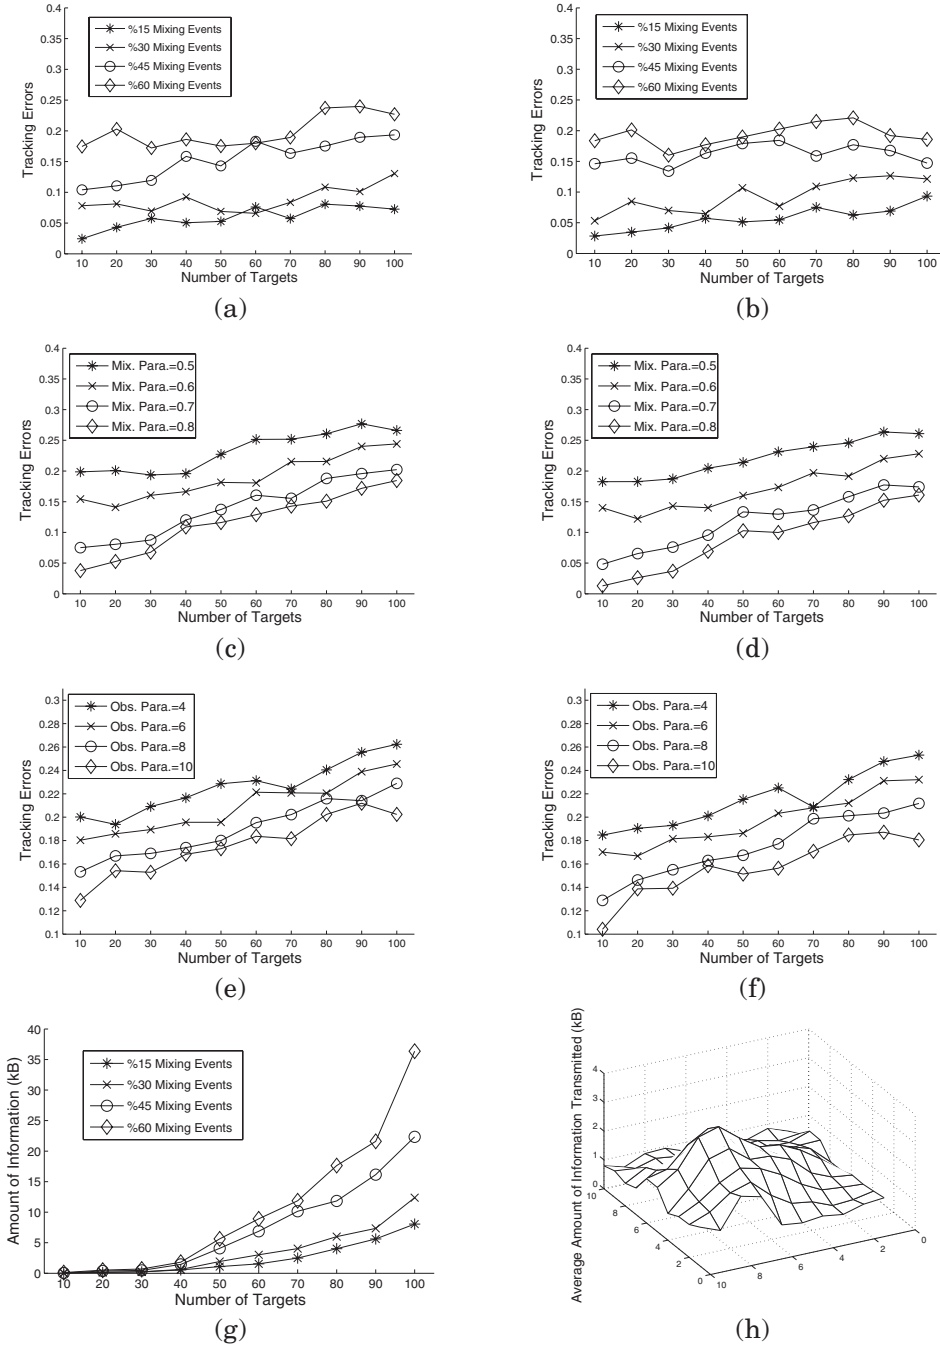 0.4
0.35
0.3
0.25
0.2
0.15
0.1
0.05
0
Tracking Errors
%15 Mixing Events
%30 Mixing Events
%45 Mixing Events
%60 Mixing Events
10 20 30 40 50 60 70 80 90 100
Number of Targets
(a)
0.4
0.35
0.3
0.25
0.2
0.15
0.1
0.05
0
Tracking Errors
%15 Mixing Events
%30 Mixing Events
%45 Mixing Events
%60 Mixing Events
10 20 30 40 50 60 70 80 90 100
Number of Targets
(b)
0.4
0.35
0.3
0.25
0.2
0.15
0.1
0.05
0
Tracking Errors
Mix. Para.=0.5
Mix. Para.=0.6
Mix. Para.=0.7
Mix. Para.=0.8
10 20 30 40 50 60 70 80 90 100
Number of Targets
(c)
0.4
0.35
0.3
0.25
0.2
0.15
0.1
0.05
0
Tracking Errors
Mix. Para.=0.5
Mix. Para.=0.6
Mix. Para.=0.7
Mix. Para.=0.8
10 20 30 40 50 60 70 80 90 100
Number of Targets
(d)
0.3
0.28
0.26
0.24
0.22
0.2
0.18
0.16
0.14
0.12
0.1
Tracking Errors
Obs. Para.=4
Obs. Para.=6
Obs. Para.=8
Obs. Para.=10
10 20 30 40 50 60 70 80 90 100
Number of Targets
(e)
0.3
0.28
0.26
0.24
0.22
0.2
0.18
0.16
0.14
0.12
0.1
Tracking Errors
Obs. Para.=4
Obs. Para.=6
Obs. Para.=8
Obs. Para.=10
10 20 30 40 50 60 70 80 90 100
Number of Targets
(f)
40
35
30
25
20
15
10
5
0
Amount of Information (kB)
%15 Mixing Events
%30 Mixing Events
%45 Mixing Events
%60 Mixing Events
10 20 30 40 50 60 70 80 90 100
Number of Targets
(g)
Average Amount of Information Transmitted (kB)
4
3
2
1
0
10
8
6
4
2
0
10
8
6
4
2
0
(h)